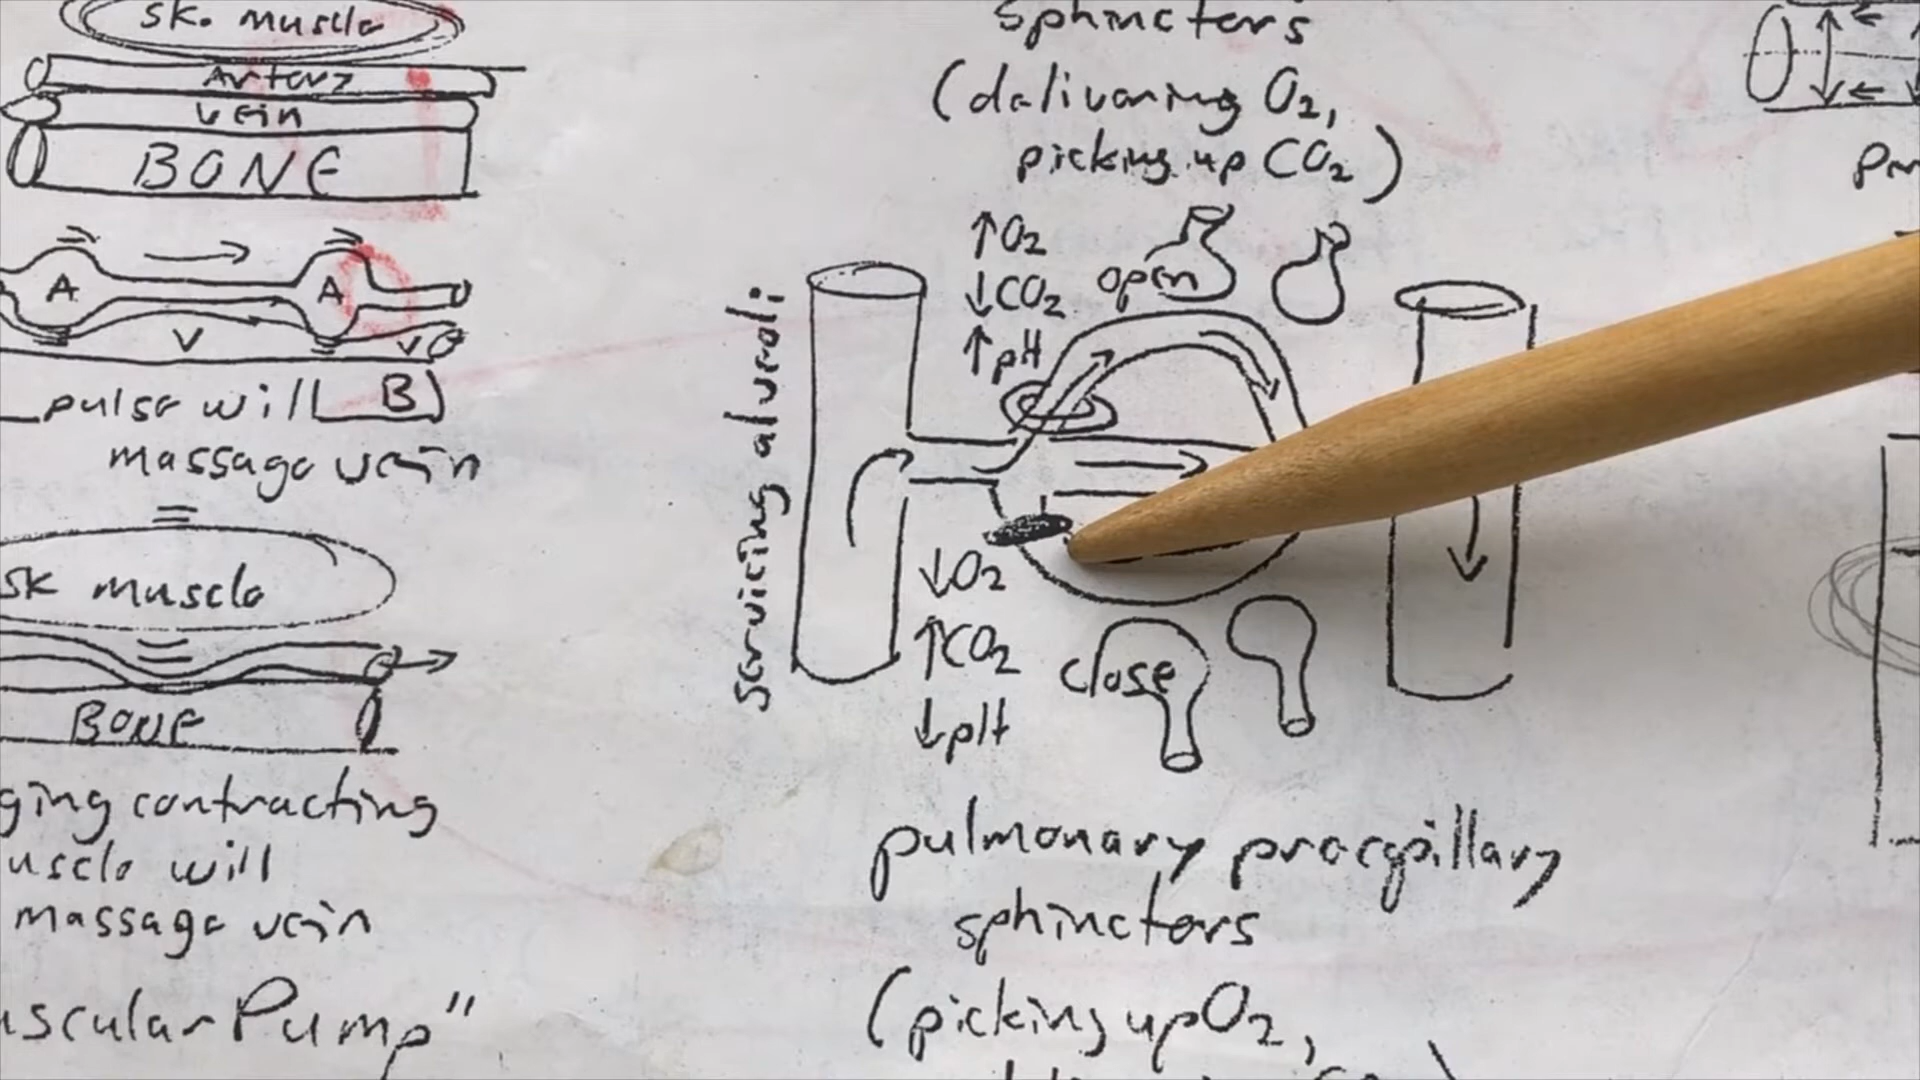 sk. muscle
Artery
vein
BONE
A
A
V
V
B
pulse will
massage vein
sk muscle
BONE
ging contracting
uscle will
massage vein
uscular Pump"
sphincters
(delivering O₂,
picking up CO₂)
↑O₂
↓CO₂
↑pH
open
servicing alveoli
↓O₂
↑CO₂
↓pH
close
pulmonary precapillary
sphincters
(picking up O₂,